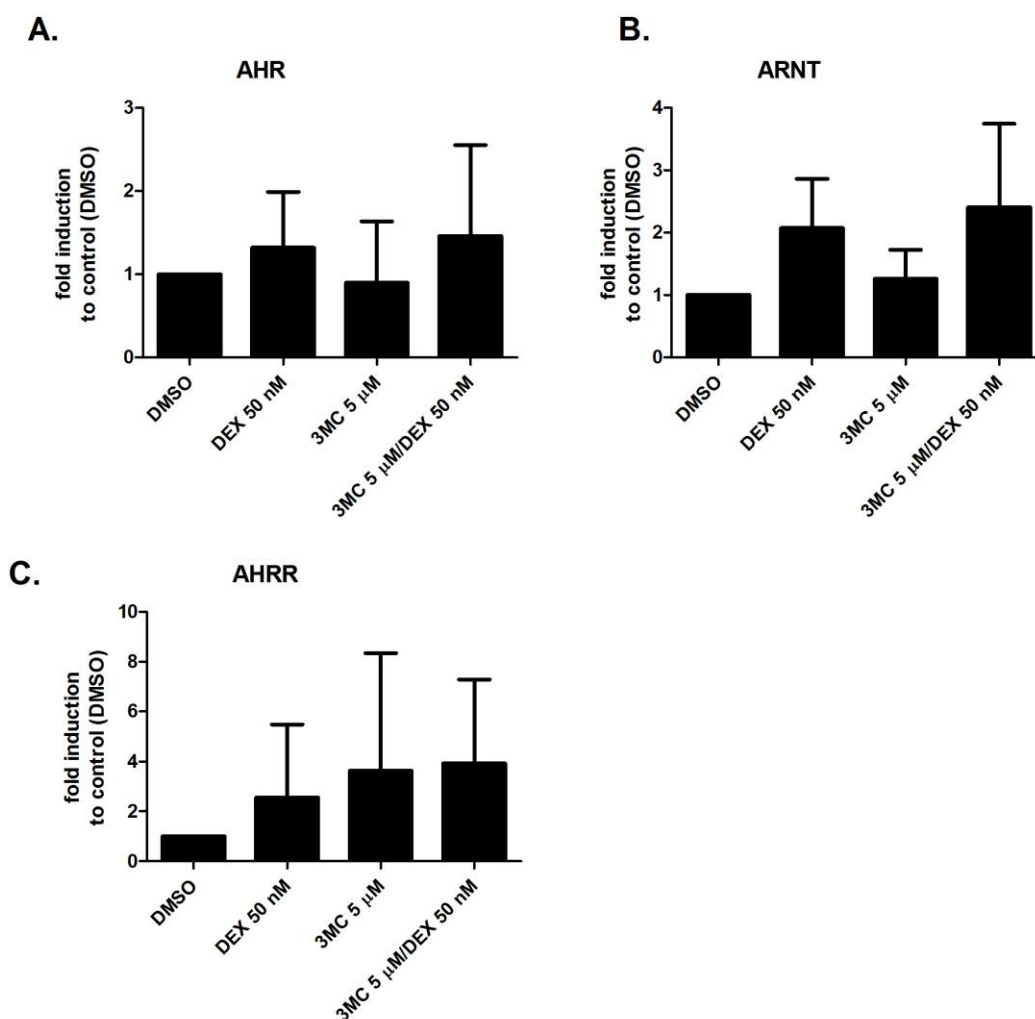 A.
AHR
fold induction
to control (DMSO)
3
2
1
0
DMSO
DEX 50 nM
3MC 5 μM
3MC 5 μM/DEX 50 nM
B.
ARNT
fold induction
to control (DMSO)
4
3
2
1
0
DMSO
DEX 50 nM
3MC 5 μM
3MC 5 μM/DEX 50 nM
C.
AHRR
fold induction
to control (DMSO)
10
8
6
4
2
0
DMSO
DEX 50 nM
3MC 5 μM
3MC 5 μM/DEX 50 nM